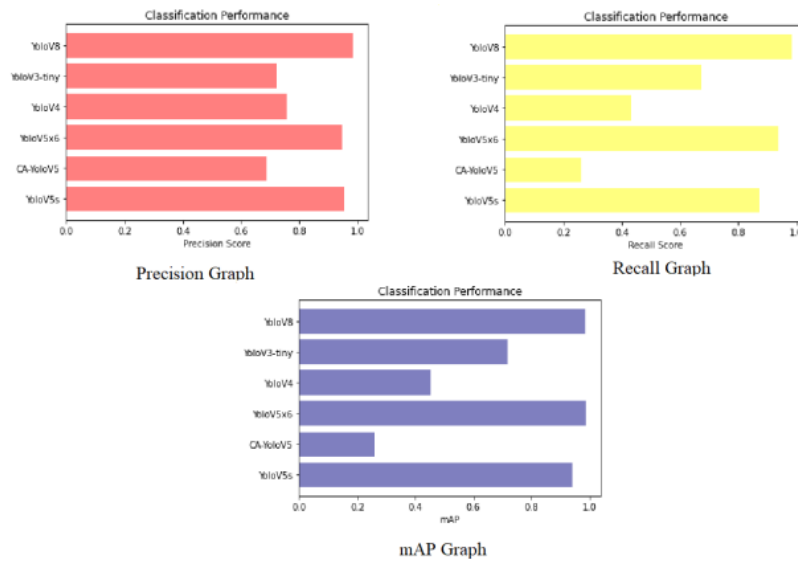 Classification Performance
YoloV8
YoloV3-tiny
YoloV4
YoloV5x6
CA-YoloV5
YoloV5s
0.0 0.2 0.4 0.6 0.8 1.0
Precision Score
Precision Graph
Classification Performance
YoloV8
YoloV3-tiny
YoloV4
YoloV5x6
CA-YoloV5
YoloV5s
0.0 0.2 0.4 0.6 0.8 1.0
Recall Score
Recall Graph
Classification Performance
YoloV8
YoloV3-tiny
YoloV4
YoloV5x6
CA-YoloV5
YoloV5s
0.0 0.2 0.4 0.6 0.8 1.0
mAP
mAP Graph